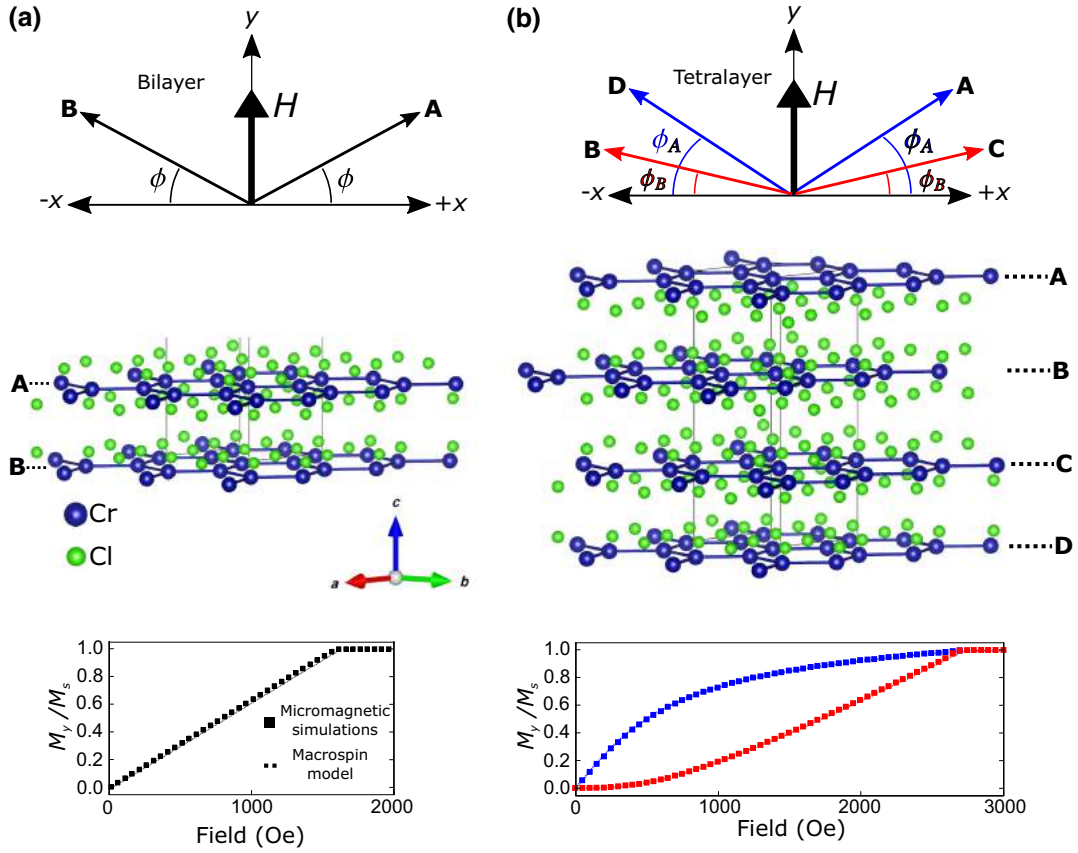 (a)
y
Bilayer
H
B
A
ϕ
ϕ
-x
+x
A
B
Cr
Cl
c
a
b
M_y/M_s
1.0
0.8
0.6
0.4
0.2
0.0
Micromagnetic
simulations
Macrospin
model
0
1000
2000
Field (Oe)
(b)
y
Tetralayer
H
D
A
ϕ_A
ϕ_A
B
C
ϕ_B
ϕ_B
-x
+x
A
B
C
D
M_y/M_s
1.0
0.8
0.6
0.4
0.2
0.0
0
1000
2000
3000
Field (Oe)